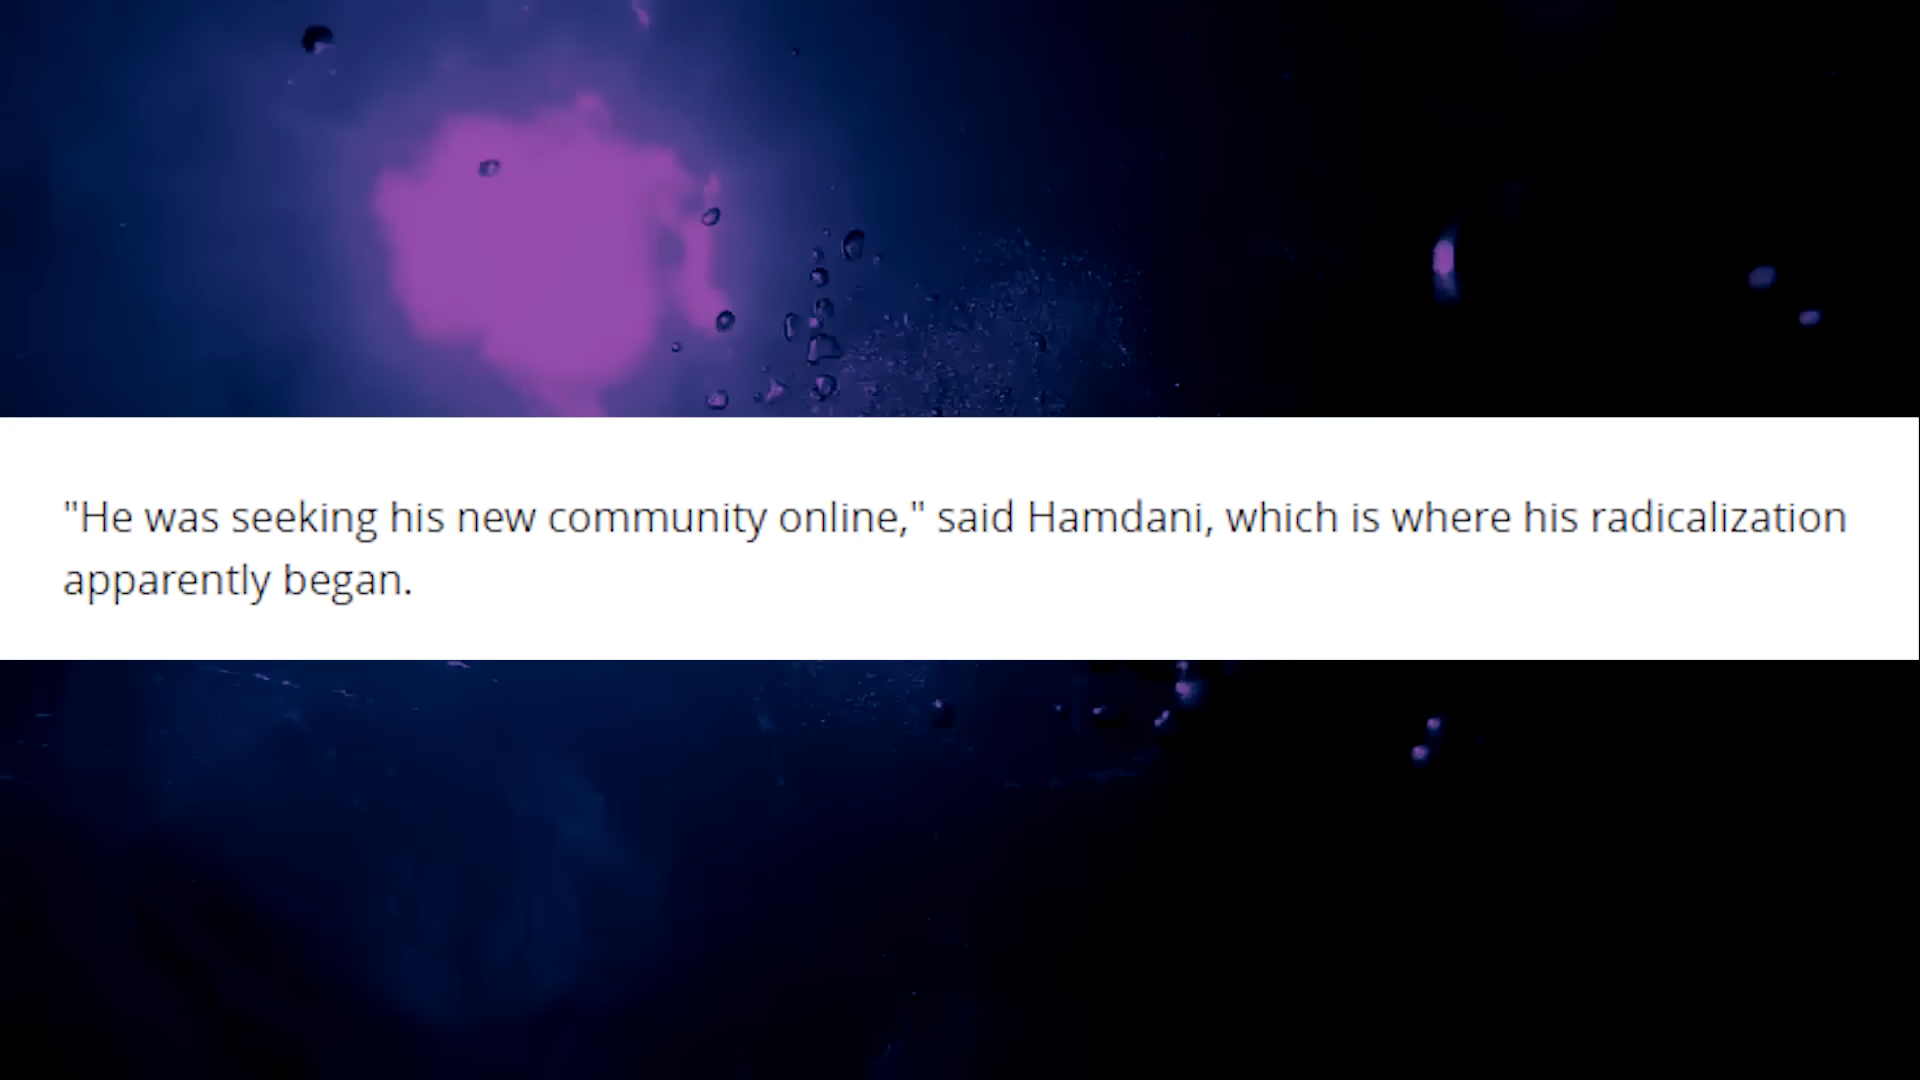 "He was seeking his new community online," said Hamdani, which is where his radicalization
apparently began.